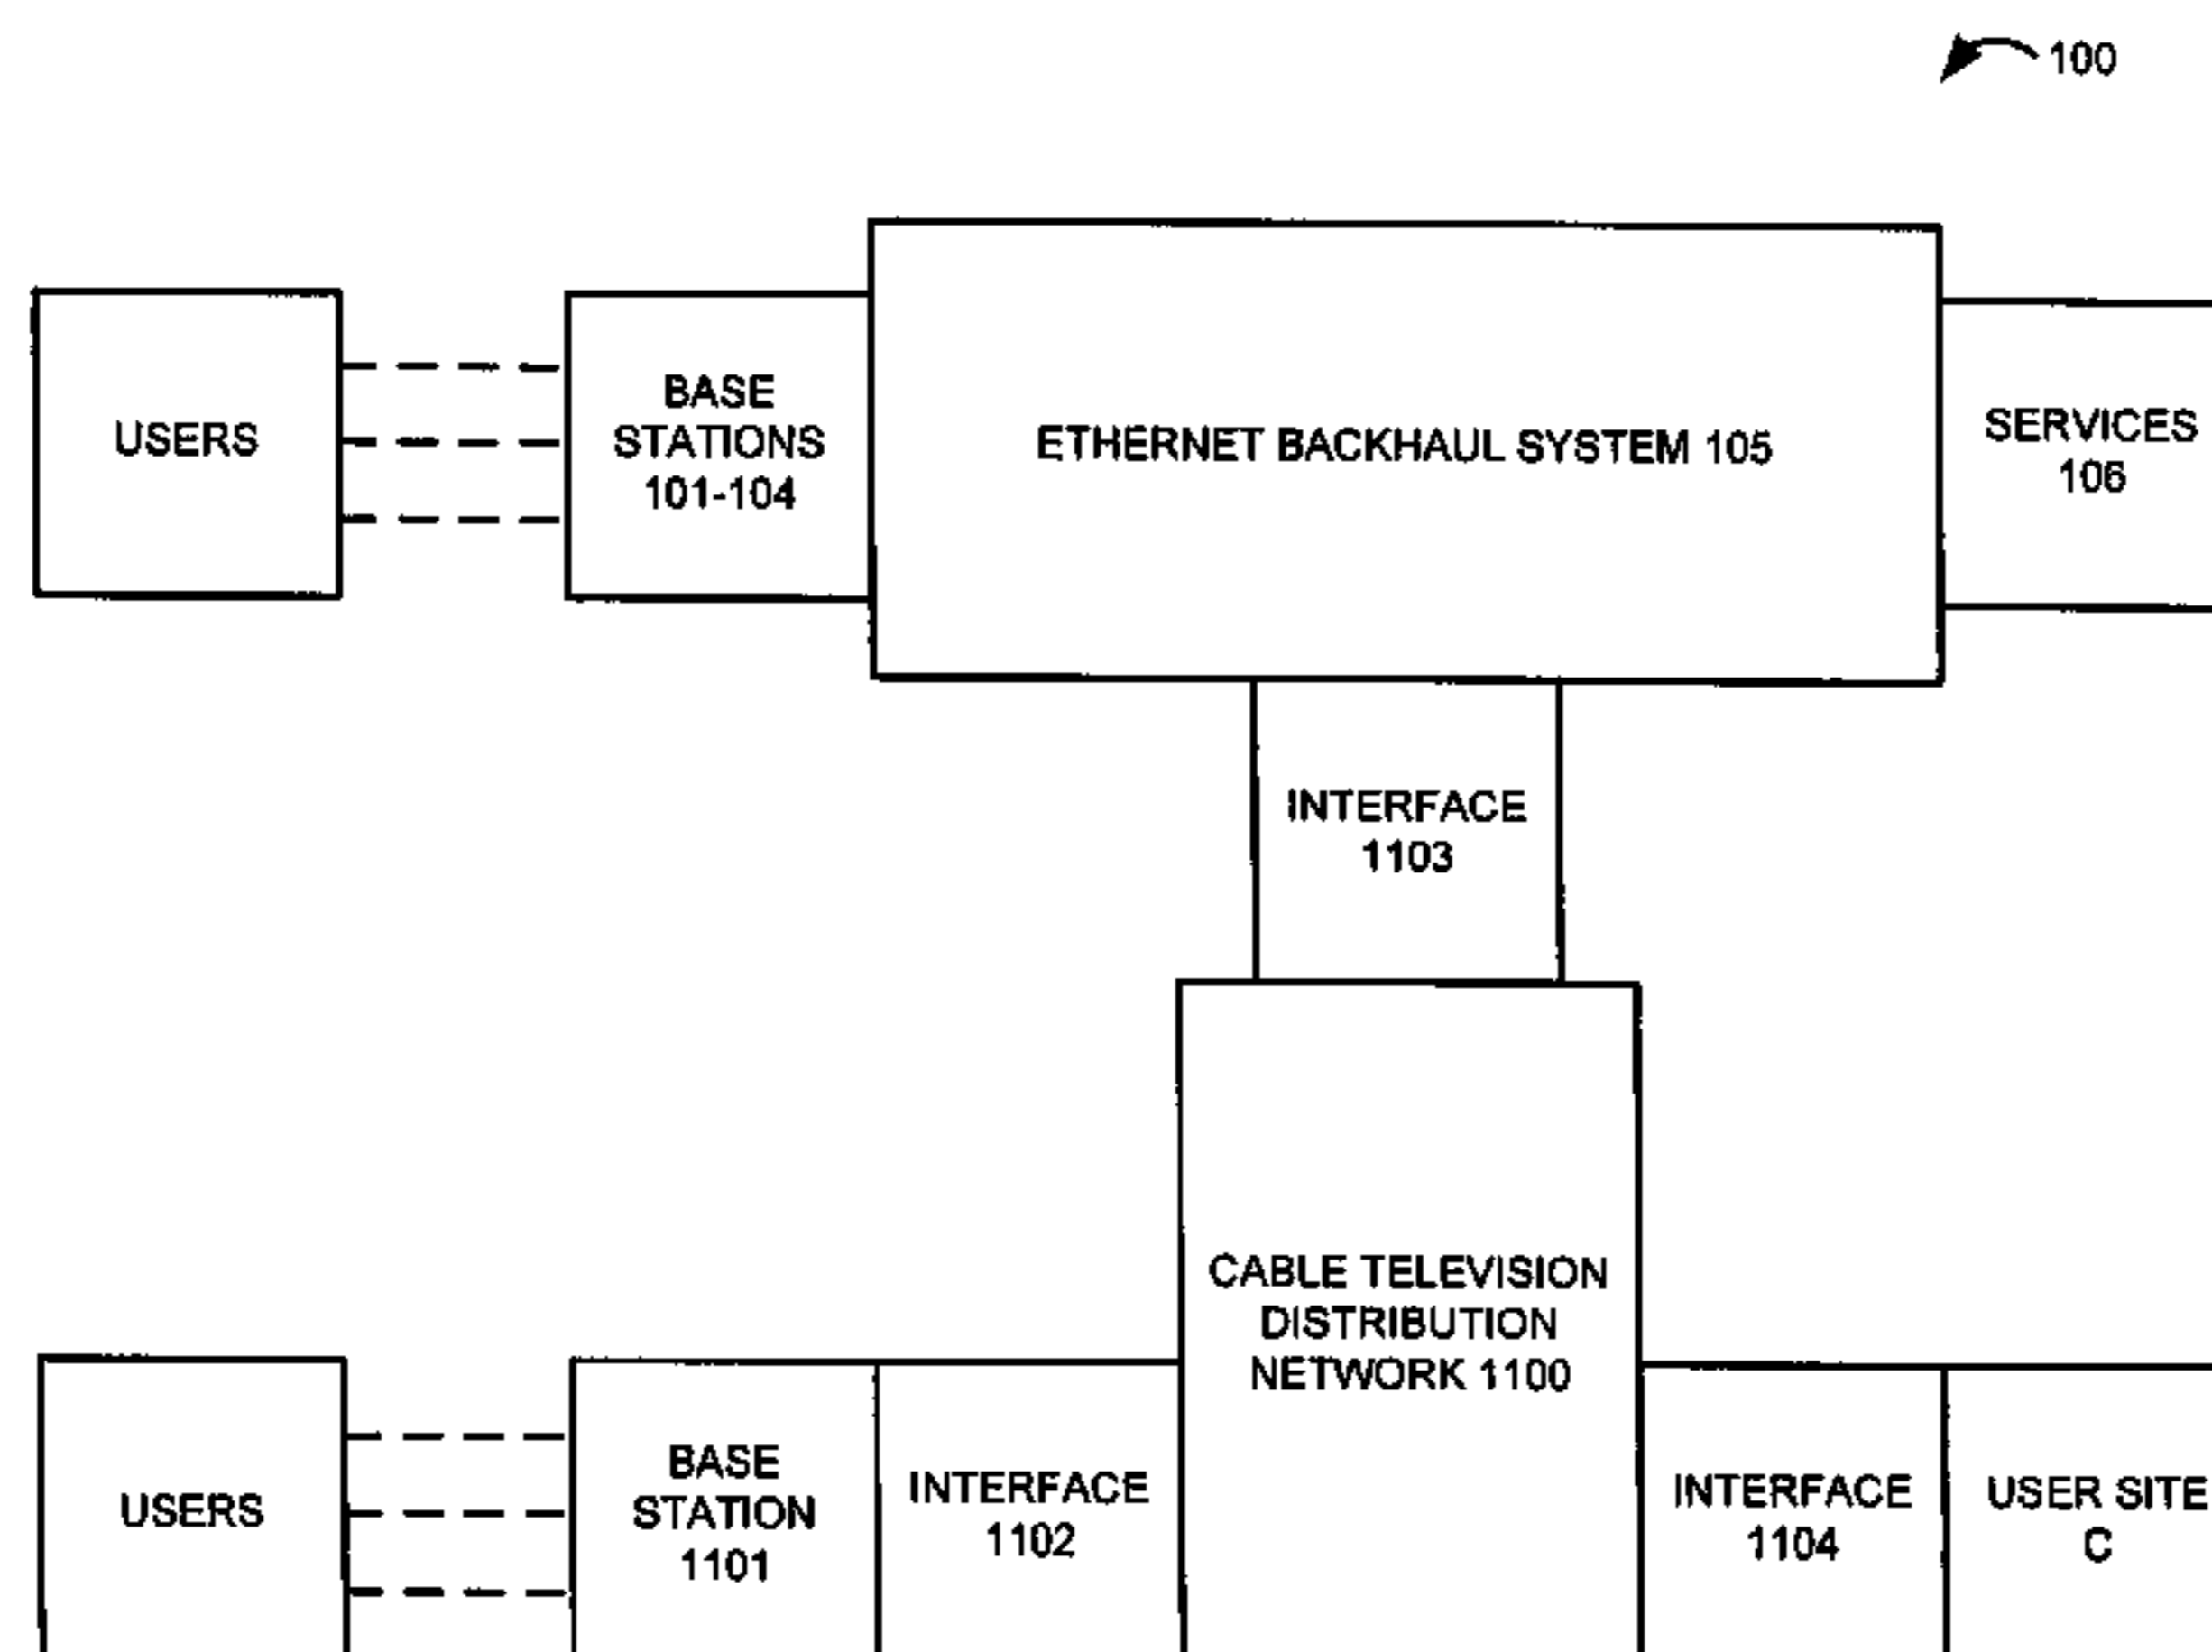 100
USERS
BASE
STATIONS
101-104
ETHERNET BACKHAUL SYSTEM 105
SERVICES
106
INTERFACE
1103
CABLE TELEVISION
DISTRIBUTION
NETWORK 1100
USERS
BASE
STATION
1101
INTERFACE
1102
INTERFACE
1104
USER SITE
C